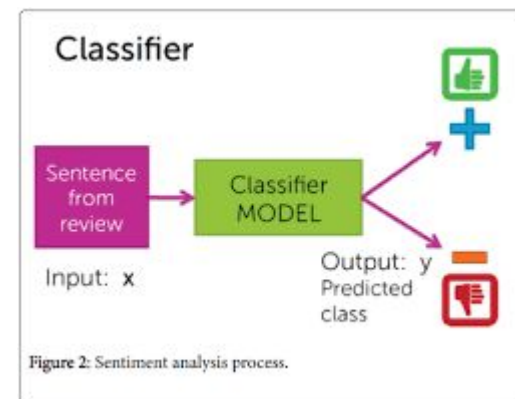 Classifier
Sentence
from
review
Classifier
MODEL
Input: x
Output: y
Predicted
class
Figure 2: Sentiment analysis process.